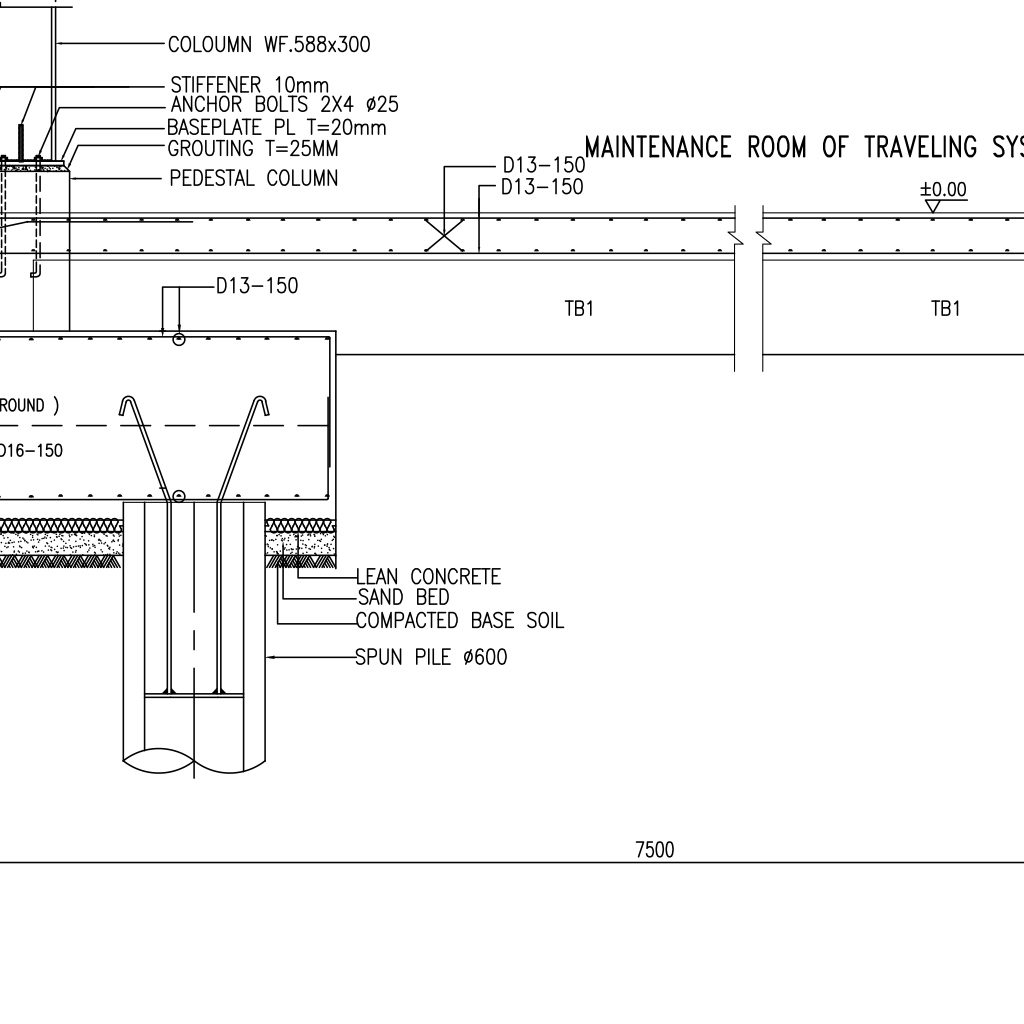 COLOUMN WF.588x300
STIFFENER 10mm
ANCHOR BOLTS 2X4 ø25
BASEPLATE PL T=20mm
GROUTING T=25MM
PEDESTAL COLUMN
MAINTENANCE ROOM OF TRAVELING
D13-150
D13-150
±0.00
D13-150
TB1
TB1
)
D16-150
LEAN CONCRETE
SAND BED
COMPACTED BASE SOIL
SPUN PILE ø600
7500